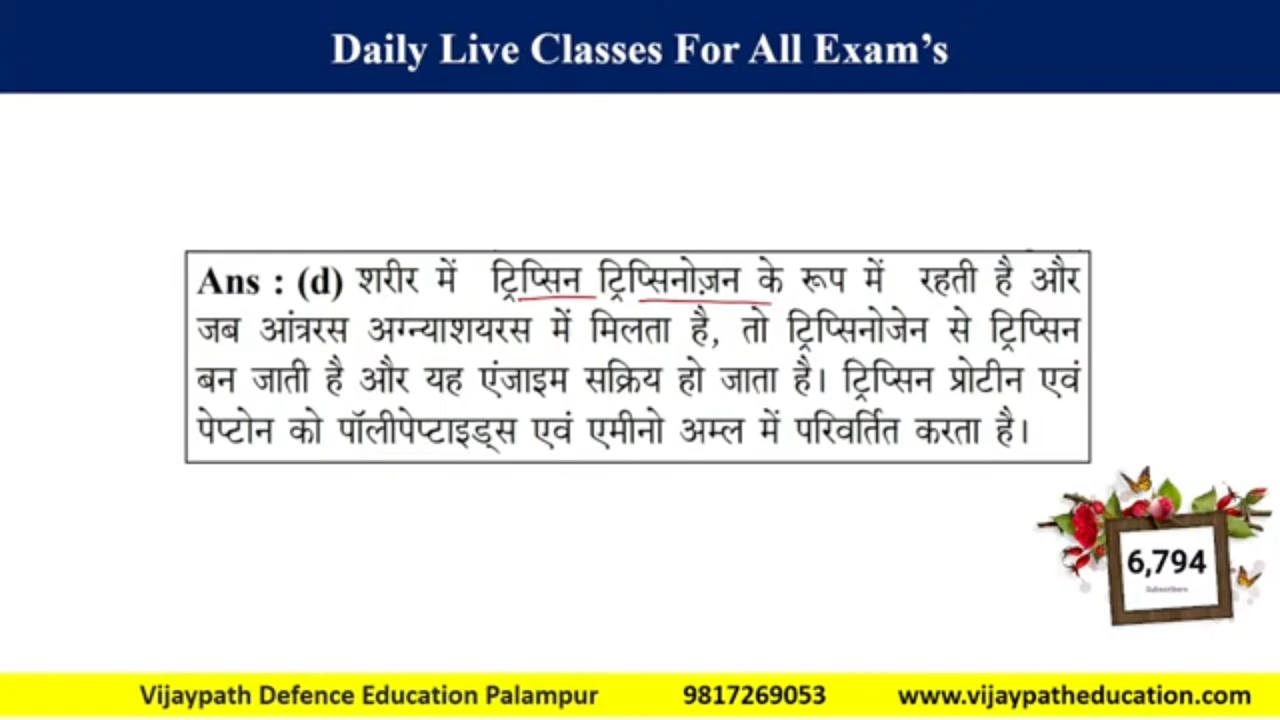 Daily Live Classes For All Exam’s
Ans : (d) शरीर में ट्रिप्सिन ट्रिप्सिनोज़न के रूप में रहती है और
जब आंत्ररस अग्न्याशयरस में मिलता है, तो ट्रिप्सिनोजेन से ट्रिप्सिन
बन जाती है और यह एंजाइम सक्रिय हो जाता है। ट्रिप्सिन प्रोटीन एवं
पेप्टोन को पॉलीपेप्टाइड्स एवं एमीनो अम्ल में परिवर्तित करता है।
6,794
Subscribers
Vijaypath Defence Education Palampur 9817269053 www.vijaypatheducation.com